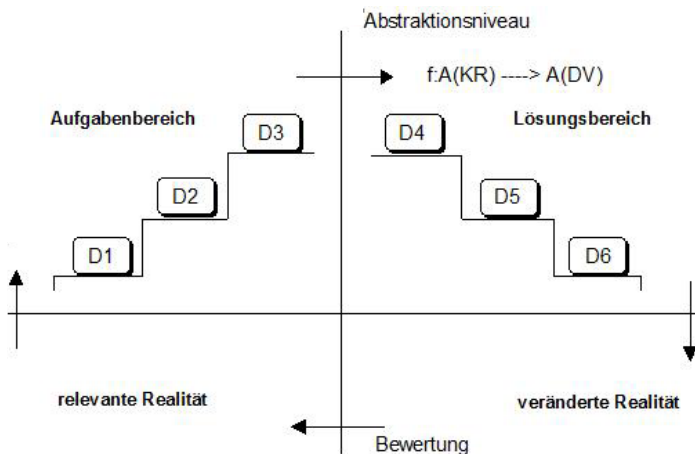 Abstraktionsniveau
f:A(KR) ----> A(DV)
Aufgabenbereich
Lösungsbereich
D3
D4
D2
D5
D1
D6
relevante Realität
veränderte Realität
Bewertung